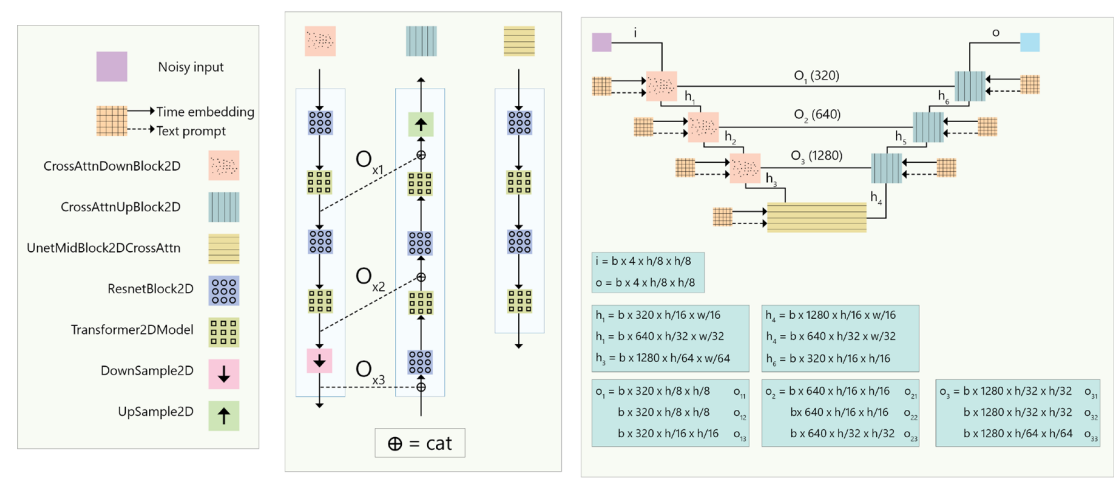 Noisy input
Time embedding
Text prompt
CrossAttnDownBlock2D
CrossAttnUpBlock2D
UnetMidBlock2DCrossAttn
ResnetBlock2D
Transformer2DModel
DownSample2D
UpSample2D
Ox1
Ox2
Ox3
⊕ = cat
i
o
O₁ (320)
h₁
h₆
O₂ (640)
h₂
h₅
O₃ (1280)
h₃
h₄
i = b x 4 x h/8 x h/8
o = b x 4 x h/8 x h/8
h₁ = b x 320 x h/16 x w/16
h₁ = b x 640 x h/32 x w/32
h₃ = b x 1280 x h/64 x w/64
h₄ = b x 1280 x h/16 x w/16
h₄ = b x 640 x h/32 x w/32
h₆ = b x 320 x h/16 x h/16
o₁ = b x 320 x h/8 x h/8 o₁₁
b x 320 x h/8 x h/8 o₁₂
b x 320 x h/16 x h/16 o₁₃
o₂ = b x 640 x h/16 x h/16 o₂₁
bx 640 x h/16 x h/16 o₂₂
b x 640 x h/32 x h/32 o₂₃
o₃ = b x 1280 x h/32 x h/32 o₃₁
b x 1280 x h/32 x h/32 o₃₂
b x 1280 x h/64 x h/64 o₃₃